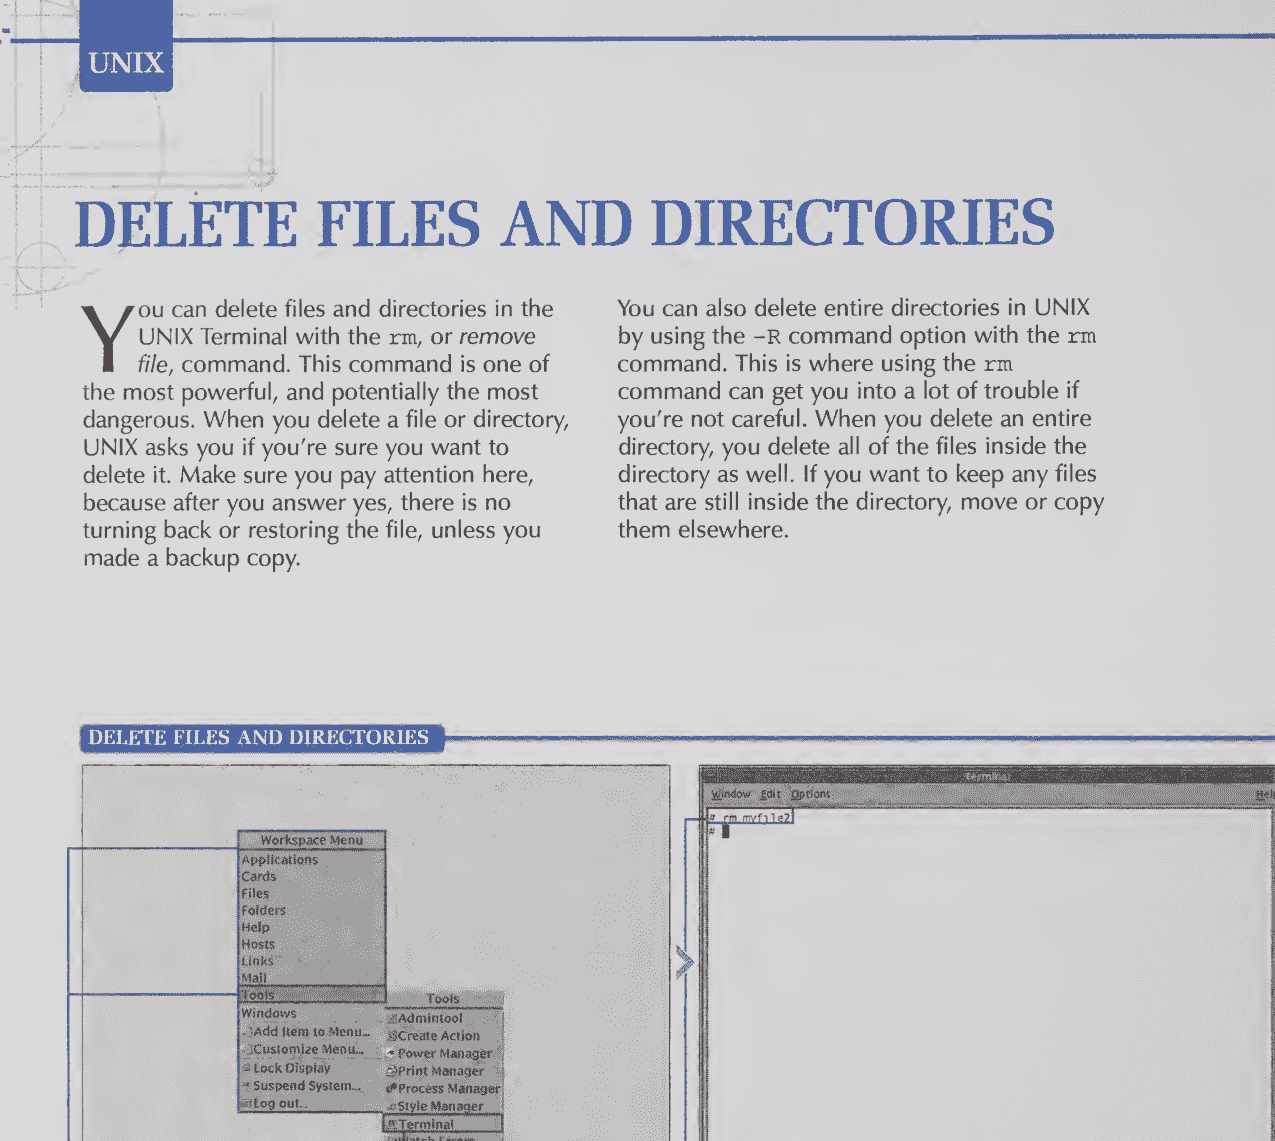 UNIX
DELETE FILES AND DIRECTORIES
You can delete files and directories in the
UNIX Terminal with the rm, or remove
file, command. This command is one of
the most powerful, and potentially the most
dangerous. When you delete a file or directory,
UNIX asks you if you're sure you want to
delete it. Make sure you pay attention here,
because after you answer yes, there is no
turning back or restoring the file, unless you
made a backup copy.
You can also delete entire directories in UNIX
by using the –R command option with the rm
command. This is where using the rm
command can get you into a lot of trouble if
you're not careful. When you delete an entire
directory, you delete all of the files inside the
directory as well. If you want to keep any files
that are still inside the directory, move or copy
them elsewhere.
DELETE FILES AND DIRECTORIES
Workspace Menu
Applications
Cards
Files
Folders
Help
Hosts
Links
Mail
Tools
Windows
Add Item to Menu...
Customize Menu...
Lock Display
Suspend System...
Log out...
Tools
Admintool
Create Action
Power Manager
Print Manager
Process Manager
Style Manager
Terminal
Watch Errors
Terminal
Window Edit Options Help
# rm myfile2
#